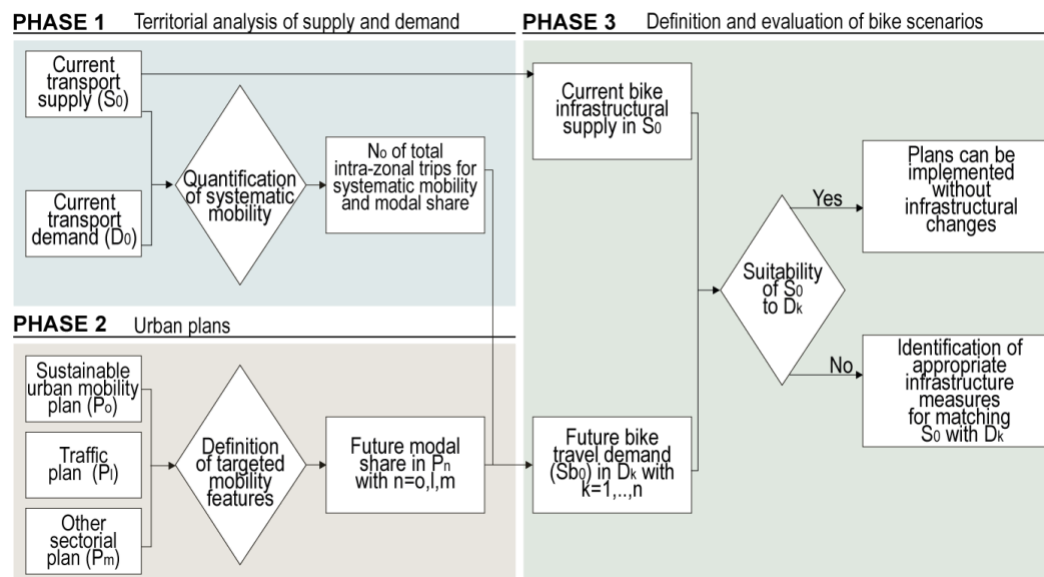 PHASE 1 Territorial analysis of supply and demand
Current
transport
supply (S0)
Current
transport
demand (D0)
Quantification
of systematic
mobility
N0 of total
intra-zonal trips for
systematic mobility
and modal share
PHASE 2 Urban plans
Sustainable
urban mobility
plan (Po)
Traffic
plan (Pl)
Other
sectorial
plan (Pm)
Definition
of targeted
mobility
features
Future modal
share in Pn
with n=o,l,m
PHASE 3 Definition and evaluation of bike scenarios
Current bike
infrastructural
supply in S0
Future bike
travel demand
(Sb0) in Dk with
k=1,..,n
Suitability
of S0
to Dk
Yes
Plans can be
implemented
without
infrastructural
changes
No
Identification of
appropriate
infrastructure
measures
for matching
S0 with Dk